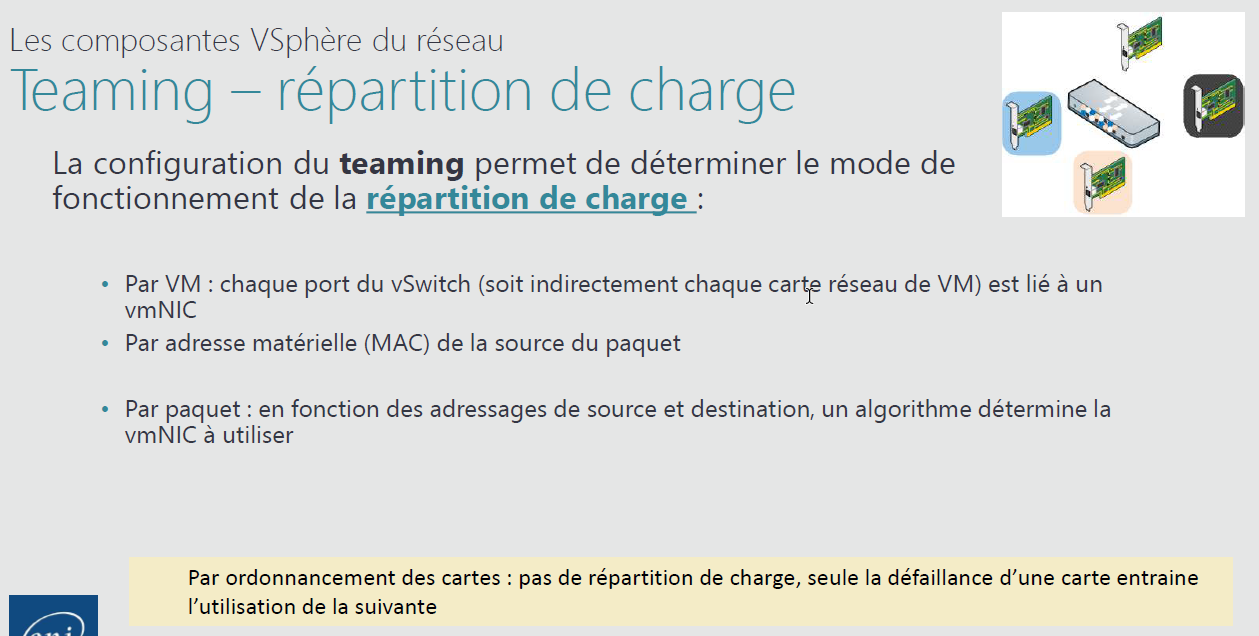 Les composantes VSphère du réseau
Teaming – répartition de charge
La configuration du teaming permet de déterminer le mode de
fonctionnement de la répartition de charge :
• Par VM : chaque port du vSwitch (soit indirectement chaque carte réseau de VM) est lié à un
vmNIC
• Par adresse matérielle (MAC) de la source du paquet
• Par paquet : en fonction des adressages de source et destination, un algorithme détermine la
vmNIC à utiliser
Par ordonnancement des cartes : pas de répartition de charge, seule la défaillance d’une carte entraine
l’utilisation de la suivante